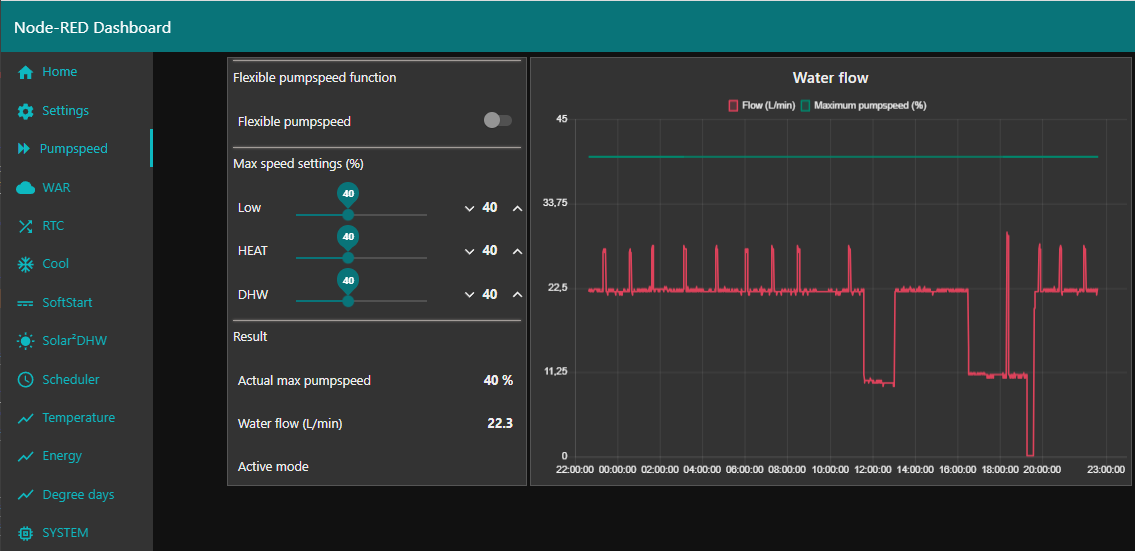 Node-RED Dashboard
Home
Settings
Pumpspeed
WAR
RTC
Cool
SoftStart
Solar²DHW
Scheduler
Temperature
Energy
Degree days
SYSTEM
Flexible pumpspeed function
Flexible pumpspeed
Max speed settings (%)
40
Low 40
40
HEAT 40
40
DHW 40
Result
Actual max pumpspeed 40 %
Water flow (L/min) 22.3
Active mode
Water flow
Flow (L/min) Maximum pumpspeed (%)
45
33,75
22,5
11,25
0
22:00:00 00:00:00 02:00:00 04:00:00 06:00:00 08:00:00 10:00:00 12:00:00 14:00:00 16:00:00 18:00:00 20:00:00 23:00:00